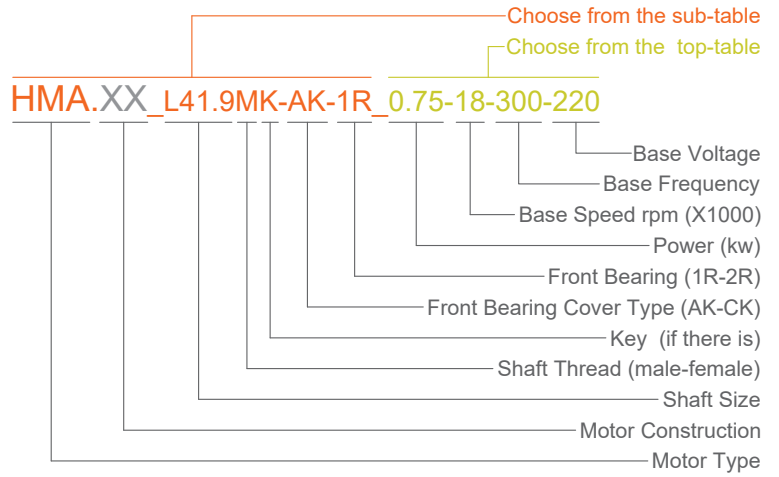 Choose from the sub-table
Choose from the top-table
HMA.XX_L41.9MK-AK-1R_0.75-18-300-220
Base Voltage
Base Frequency
Base Speed rpm (X1000)
Power (kw)
Front Bearing (1R-2R)
Front Bearing Cover Type (AK-CK)
Key (if there is)
Shaft Thread (male-female)
Shaft Size
Motor Construction
Motor Type